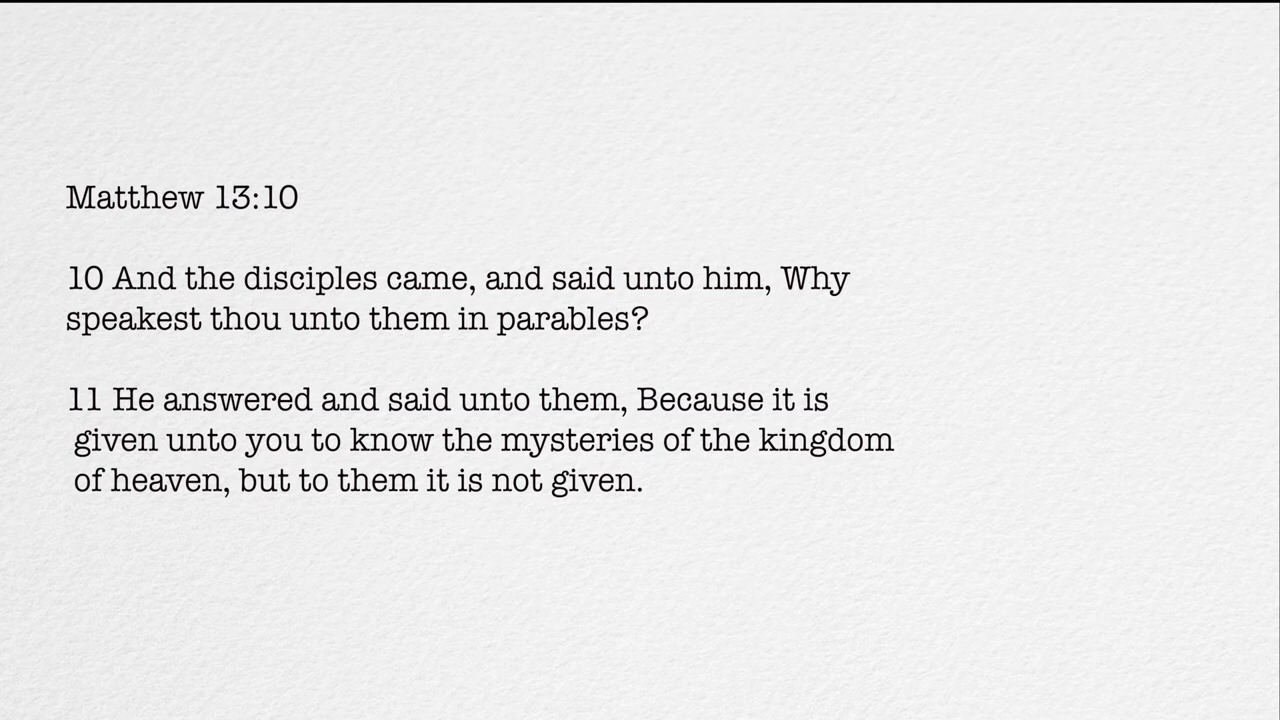 Matthew 13:10
10 And the disciples came, and said unto him, Why
speakest thou unto them in parables?
11 He answered and said unto them, Because it is
given unto you to know the mysteries of the kingdom
of heaven, but to them it is not given.